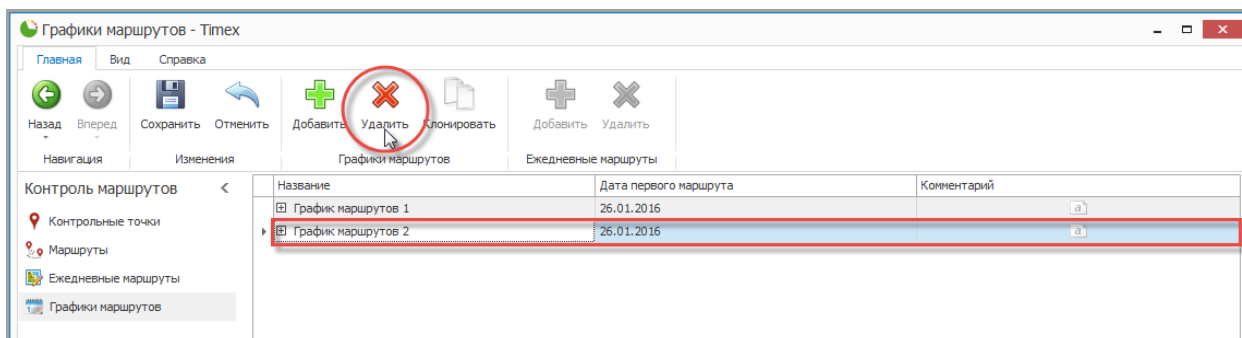 Графики маршрутов - Timex
Главная Вид Справка
Назад Вперед Сохранить Отменить Добавить Удалить Клонировать Добавить Удалить
Навигация Изменения Графики маршрутов Ежедневные маршруты
Контроль маршрутов Название Дата первого маршрута Комментарий
График маршрутов 1 26.01.2016 a
Контрольные точки
График маршрутов 2 26.01.2016 a
Маршруты
Ежедневные маршруты
Графики маршрутов